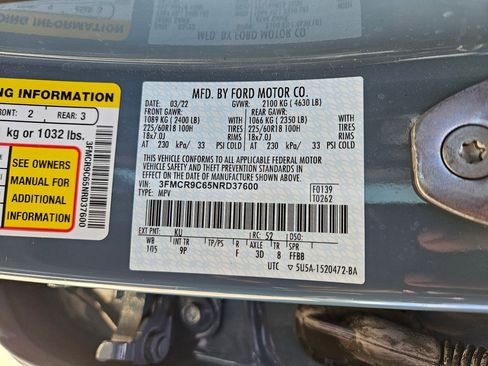 NG INFORMATION
FRONT: 2 REAR: 3
kg or 1032 lbs.
SEE OWNERS
MANUAL FOR
ADDITIONAL
INFORMATION
3FMCR9C65NRD37600
MFD. BY FORD MOTOR CO.
DATE: 03/22 GVWR: 2100 KG ( 4630 LB)
FRONT GAWR: REAR GAWR:
1089 KG ( 2400 LB) 1066 KG ( 2350 LB)
225/60R18 100H TIRES 225/60R18 100H TIRES
18x7.0J RIMS 18x7.0J RIMS
AT 230 kPa/ 33 PSI COLD AT 230 kPa/ 33 PSI COLD
THIS VEHICLE CONFORMS TO ALL APPLICABLE FEDERAL MOTOR
VEHICLE SAFETY AND THEFT PREVENTION STANDARDS IN
EFFECT ON THE DATE OF MANUFACTURE SHOWN ABOVE.
VIN: 3FMCR9C65NRD37600 F0139
TYPE: MPV T0262
EXT PNT: KU RC: 52 DSO:
WB INT TR TP/PS R AXLE TR SPR
105 9P F 3D 8 FFBB
UTC ▽ 5U5A-1520472-BA